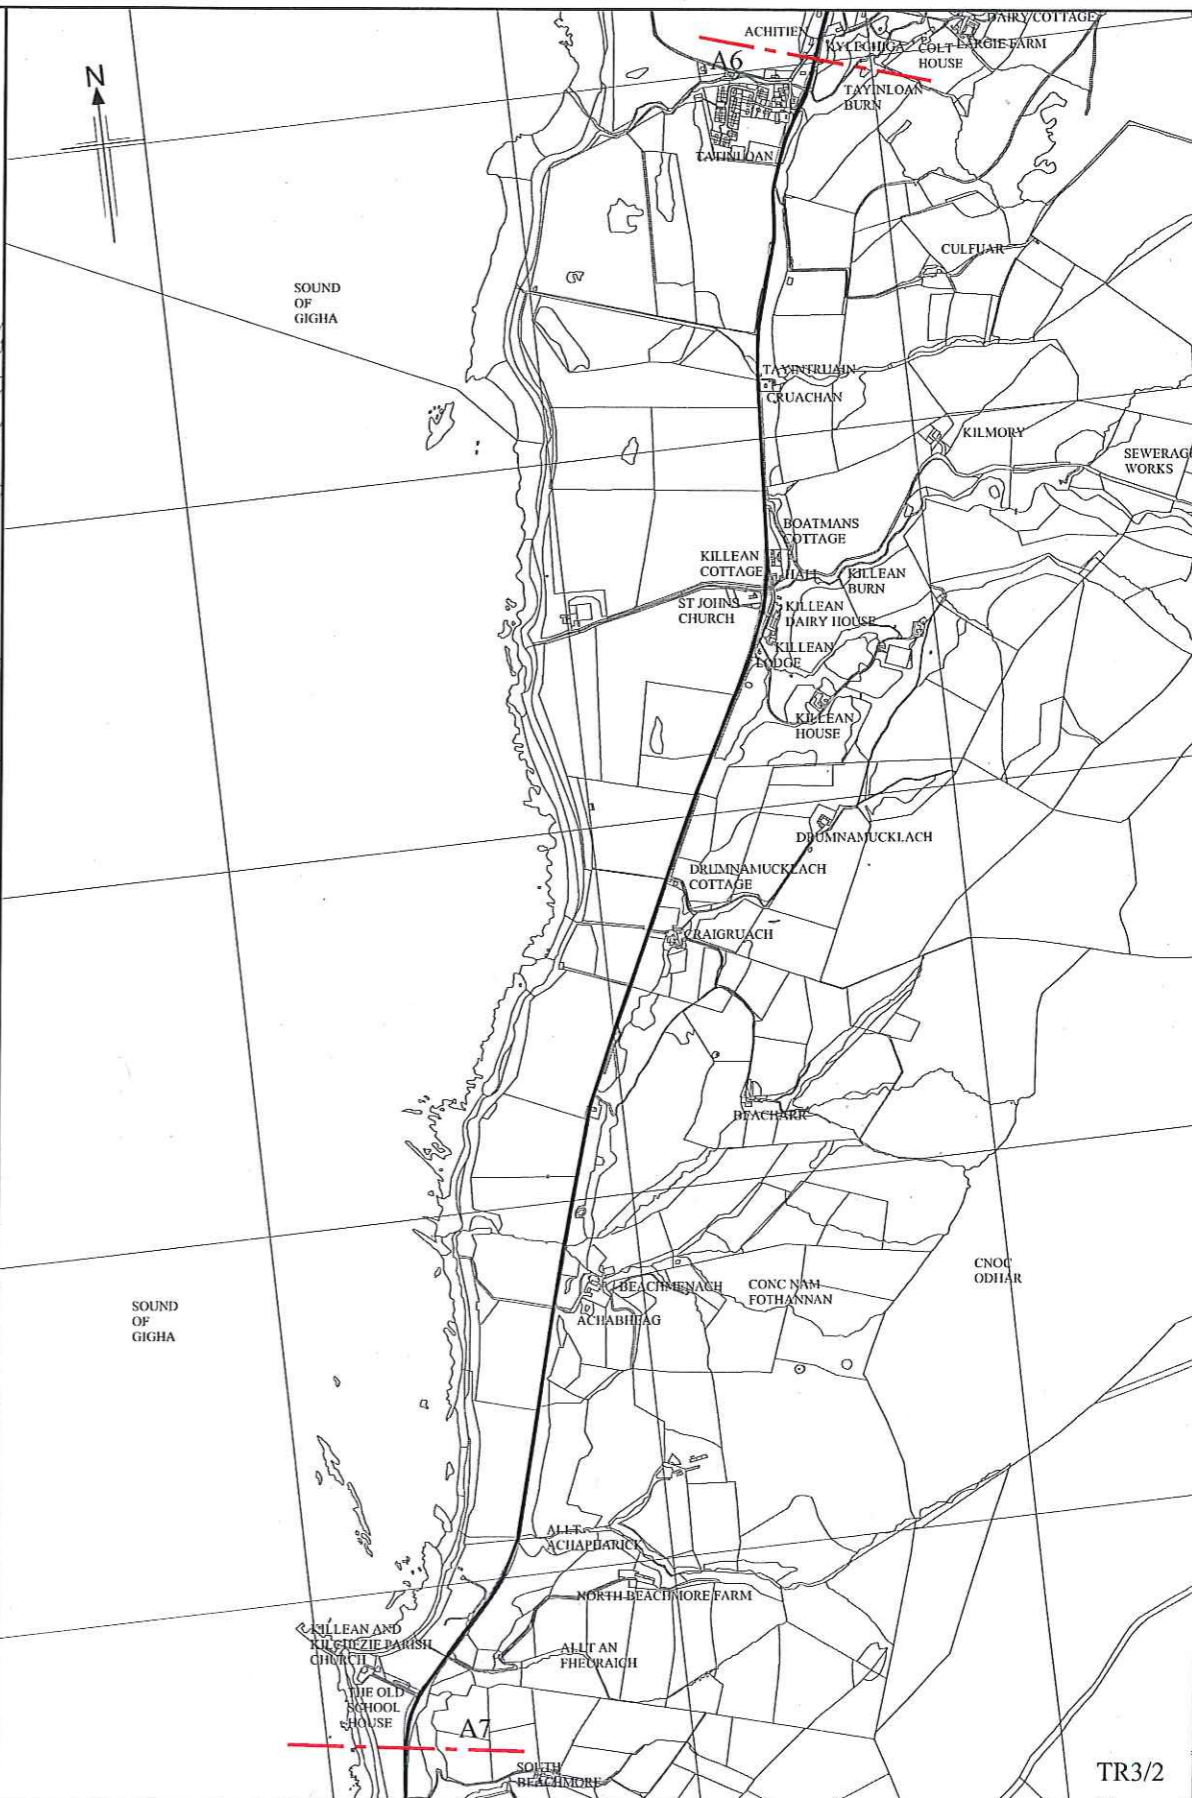 DAIRY COTTAGE
ACHITIEN
KYLECHIGA
COLT
HOUSE
LARGIE FARM
A6
N
TAYINLOAN
BURN
TAYINLOAN
CULFUAR
SOUND
OF
GIGHA
TAYINTRUAIN
CRUACHAN
KILMORY
SEWERAGE
WORKS
BOATMANS
COTTAGE
KILLEAN
COTTAGE
HALL
KILLEAN
BURN
ST JOHNS
CHURCH
KILLEAN
DAIRY HOUSE
KILLEAN
LODGE
KILLEAN
HOUSE
DRUMNAMUCKLACH
DRUMNAMUCKLACH
COTTAGE
CRAIGRUACH
BEACHARR
CNOC
ODHAR
BEACHMENACH
CONC NAM
FOTHANNAN
SOUND
OF
GIGHA
ACHABHEAG
ALLT
ACHAPHARICK
NORTH BEACHMORE FARM
KILLEAN AND
KILCHEZIE PARISH
CHURCH
ALLT AN
FHEURAICH
THE OLD
SCHOOL
HOUSE
A7
SOUTH
BEACHMORE
TR3/2